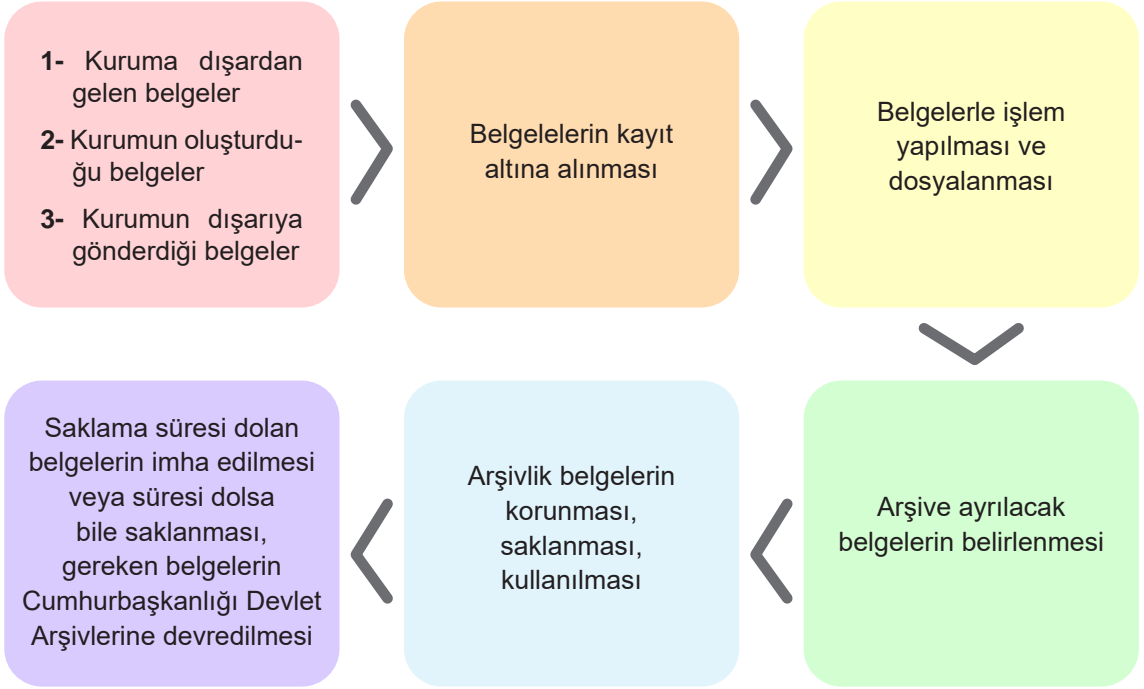 1- Kuruma dışardan
gelen belgeler
2- Kurumun oluşturdu-
ğu belgeler
3- Kurumun dışarıya
gönderdiği belgeler
Belgelelerin kayıt
altına alınması
Belgelerle işlem
yapılması ve
dosyalanması
Arşive ayrılacak
belgelerin belirlenmesi
Arşivlik belgelerin
korunması,
saklanması,
kullanılması
Saklama süresi dolan
belgelerin imha edilmesi
veya süresi dolsa
bile saklanması,
gereken belgelerin
Cumhurbaşkanlığı Devlet
Arşivlerine devredilmesi